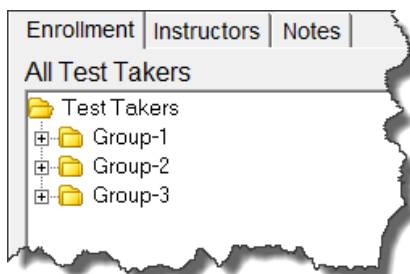 Enrollment Instructors Notes
All Test Takers
Test Takers
Group-1
Group-2
Group-3